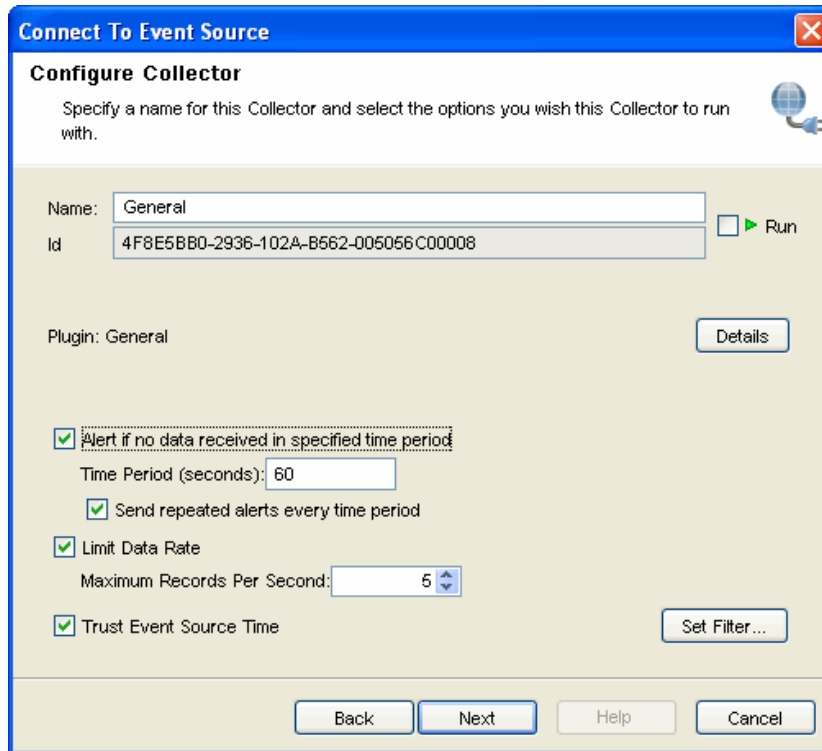 Connect To Event Source
Configure Collector
Specify a name for this Collector and select the options you wish this Collector to run
with.
Name: General
Run
Id 4F8E5BB0-2936-102A-B562-005056C00008
Plugin: General Details
Alert if no data received in specified time period
Time Period (seconds): 60
Send repeated alerts every time period
Limit Data Rate
Maximum Records Per Second: 5
Trust Event Source Time Set Filter...
Back Next Help Cancel